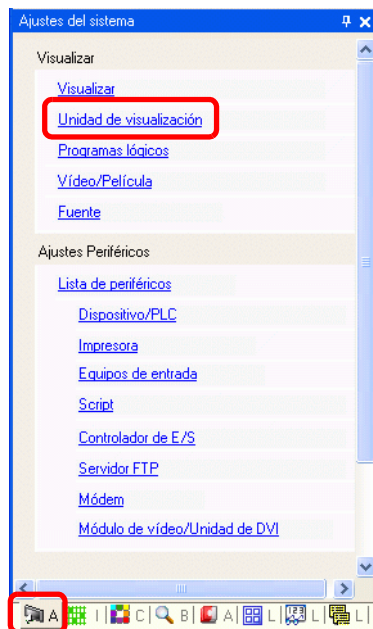 Ajustes del sistema
Visualizar
Visualizar
Unidad de visualización
Programas lógicos
Vídeo/Película
Fuente
Ajustes Periféricos
Lista de periféricos
Dispositivo/PLC
Impresora
Equipos de entrada
Script
Controlador de E/S
Servidor FTP
Módem
Módulo de vídeo/Unidad de DVI
A I C B A L L L